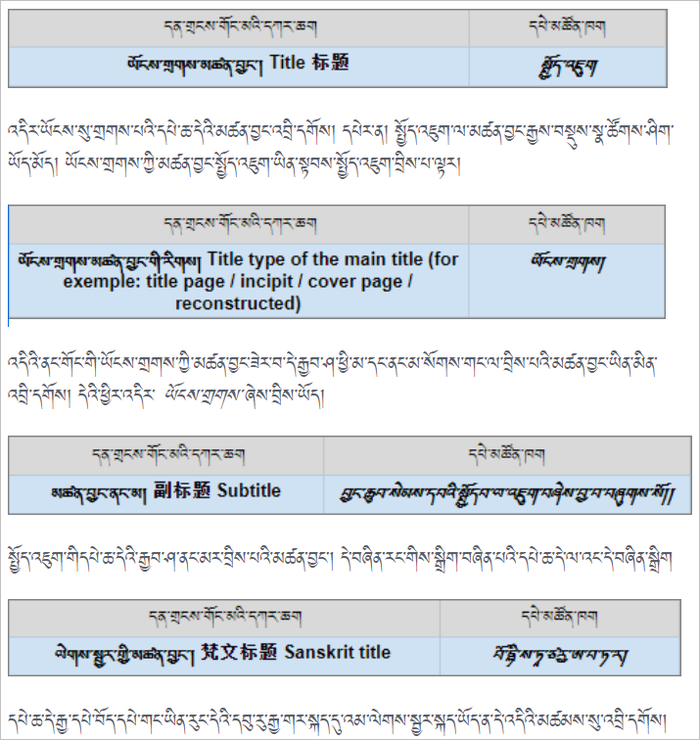 དན་གྲངས་གོང་མའི་དཀར་ཆག དཔེ་མཚོན་ཁག
ཡོངས་གྲགས་མཚན་བྱང་། Title 标题 སྤྱོད་འཇུག
འདིར་ཡོངས་སུ་གྲགས་པའི་དཔེ་ཆ་དེའི་མཚན་བྱང་འབྲི་དགོས། དཔེར་ན། སྤྱོད་འཇུག་ལ་མཚན་བྱང་རྒྱས་བསྡུས་སྣ་ཚོགས་ཤིག་
ཡོད་མོད། ཡོངས་གྲགས་ཀྱི་མཚན་བྱང་སྤྱོད་འཇུག་ཡིན་སྟབས་སྤྱོད་འཇུག་བྲིས་པ་ལྟར།
དན་གྲངས་གོང་མའི་དཀར་ཆག དཔེ་མཚོན་ཁག
ཡོངས་གྲགས་མཚན་བྱང་གི་རིགས། Title type of the main title (for ཡོངས་གྲགས།
exemple: title page / incipit / cover page /
reconstructed)
འདིའི་ནང་གོང་གི་ཡོངས་གྲགས་ཀྱི་མཚན་བྱང་ཟེར་བ་དེ་རྒྱབ་ཤ་ཕྱི་མ་དང་ནང་མ་སོགས་གང་ལ་བྲིས་པའི་མཚན་བྱང་ཡིན་མིན་
འབྲི་དགོས། དེའི་ཕྱིར་འདིར་ ཡོངས་གྲགས་ཞེས་བྲིས་ཡོད།
དན་གྲངས་གོང་མའི་དཀར་ཆག དཔེ་མཚོན་ཁག
མཚན་བྱང་ནང་མ། 副标题 Subtitle བྱང་ཆུབ་སེམས་དཔའི་སྤྱོད་པ་ལ་འཇུག་པ་ཞེས་བྱ་བ་བཞུགས་སོ།།
སྤྱོད་འཇུག་གི་དཔེ་ཆ་དེའི་རྒྱབ་ཤ་ནང་མར་བྲིས་པའི་མཚན་བྱང་། དེ་བཞིན་རང་གིས་སྒྲིག་བཞིན་པའི་དཔེ་ཆ་དེ་ལ་འང་དེ་བཞིན་སྒྲིག
དན་གྲངས་གོང་མའི་དཀར་ཆག དཔེ་མཚོན་ཁག
ལེགས་སྦྱར་གྱི་མཚན་བྱང་། 梵文标题 Sanskrit title བོ་དྷི་ས་ཏྭ་ཙརྱ་ཨ་བ་ཏ་ར།
དཔེ་ཆ་དེ་རྒྱ་དཔེ་བོད་དཔེ་གང་ཡིན་རུང་དེའི་དབུ་རུ་རྒྱ་གར་སྐད་དུ་འམ་ལེགས་སྦྱར་སྐད་ཡོད་ན་དེ་འདིའི་མཚམས་སུ་འབྲི་དགོས།